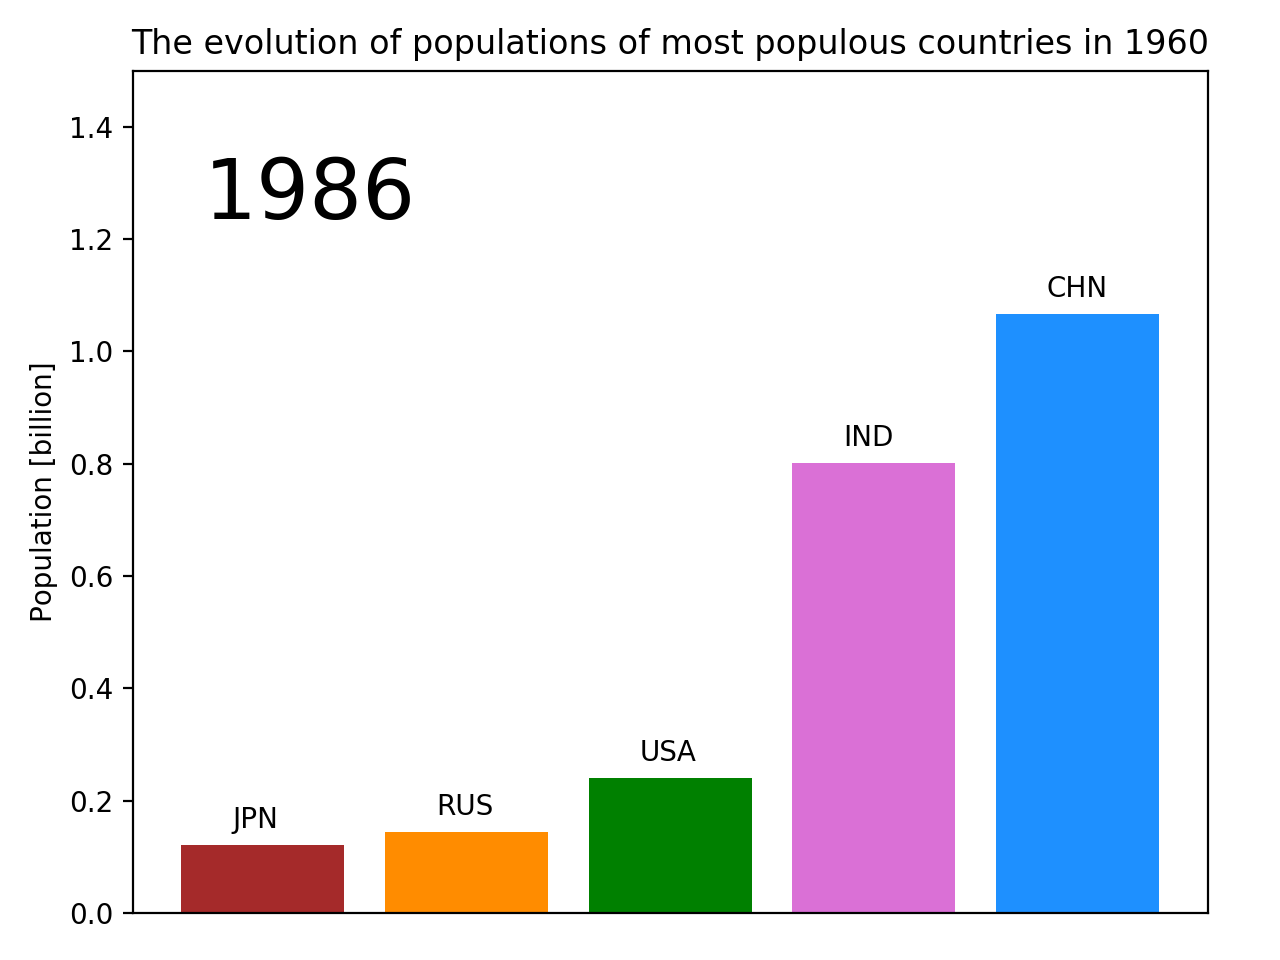 The evolution of populations of most populous countries in 1960
1986
Population [billion]
1.4
1.2
1.0
0.8
0.6
0.4
0.2
0.0
JPN
RUS
USA
IND
CHN